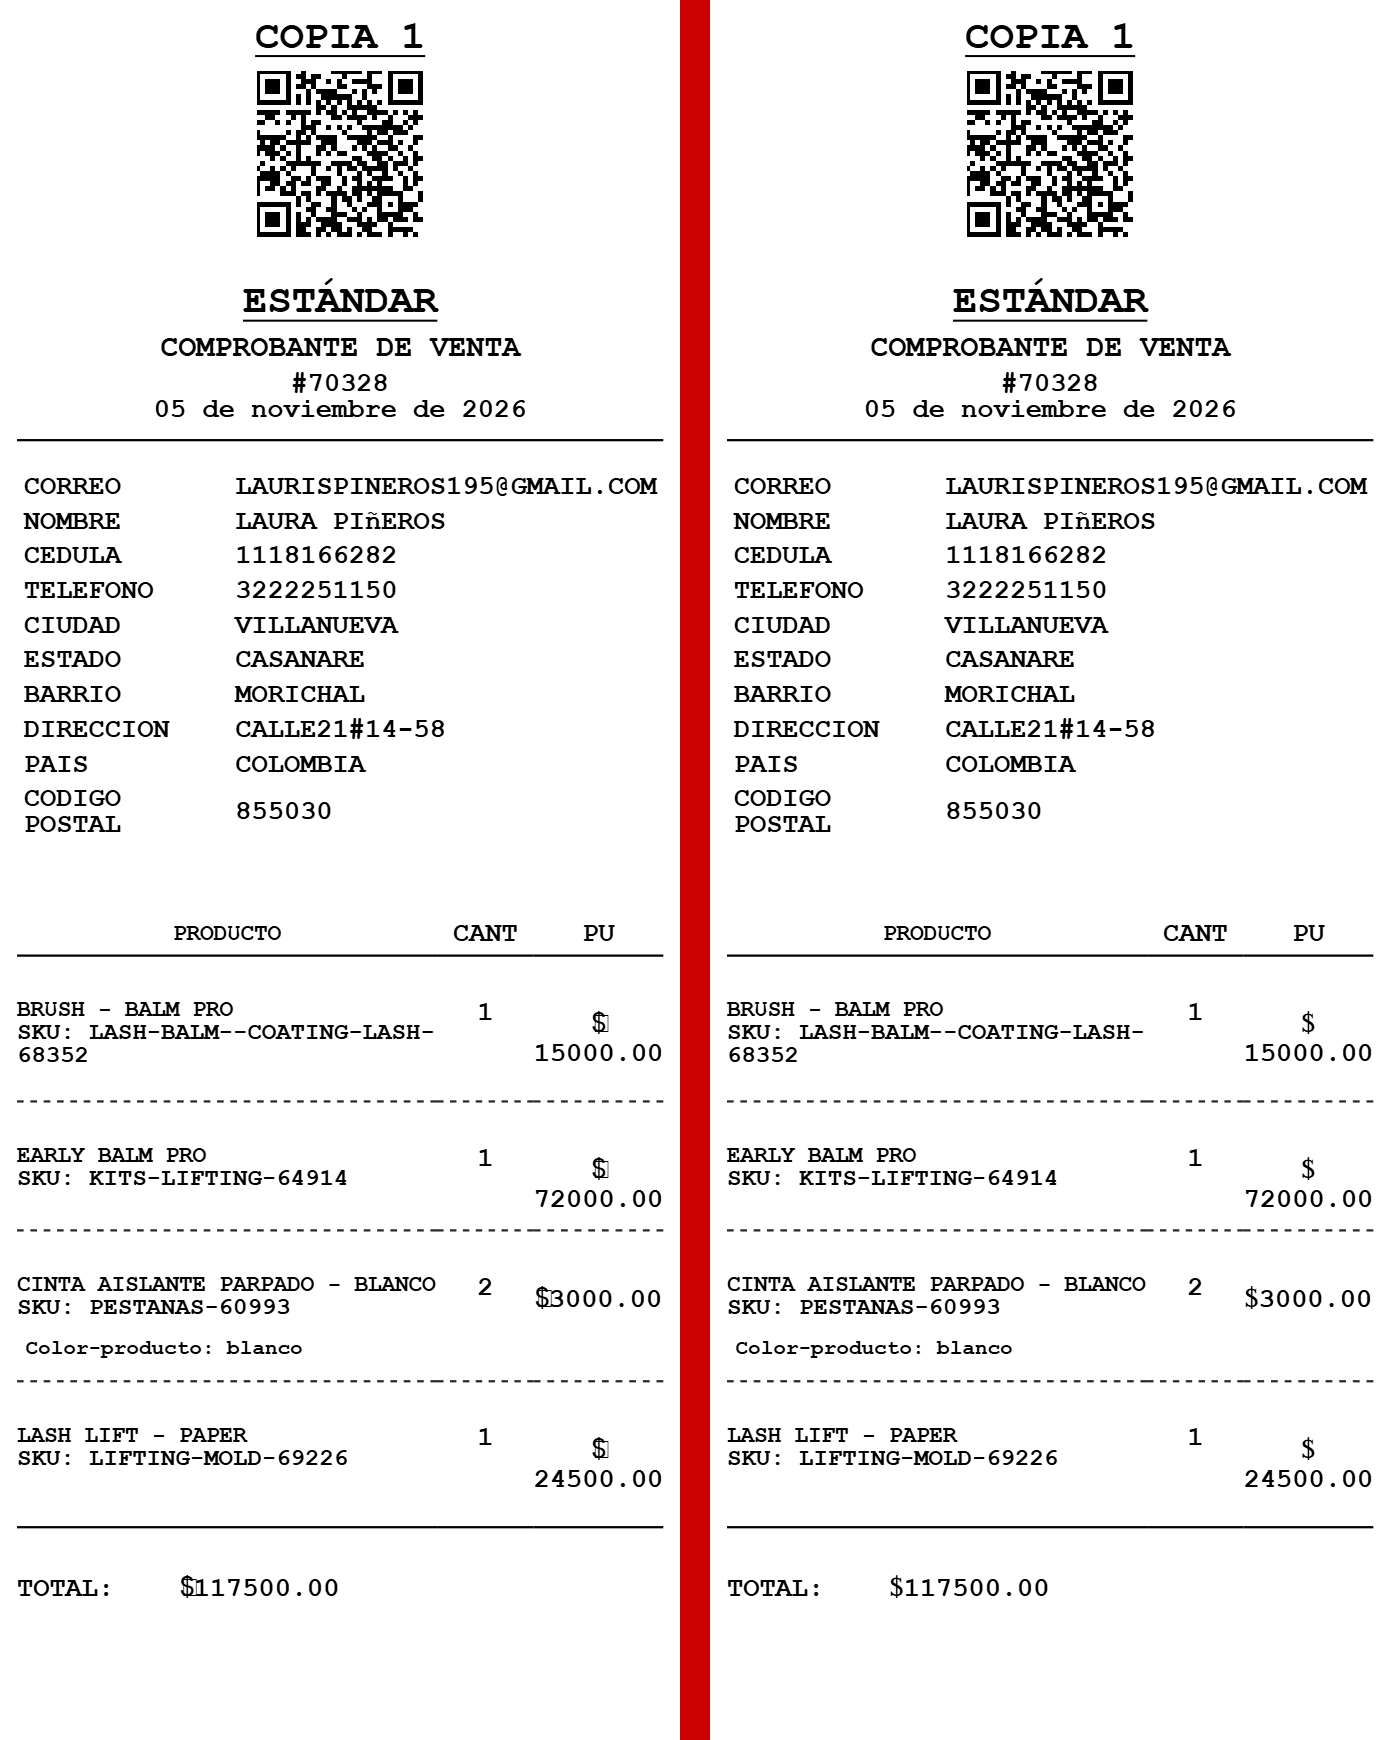 COPIA 1
ESTÁNDAR
COMPROBANTE DE VENTA
#70328
05 de noviembre de 2026
CORREO LAURISPINEROS195@GMAIL.COM
NOMBRE LAURA PIñEROS
CEDULA 1118166282
TELEFONO 3222251150
CIUDAD VILLANUEVA
ESTADO CASANARE
BARRIO MORICHAL
DIRECCION CALLE21#14-58
PAIS COLOMBIA
CODIGO POSTAL 855030
PRODUCTO CANT PU
BRUSH - BALM PRO 1 $
SKU: LASH-BALM--COATING-LASH-
68352 15000.00
EARLY BALM PRO 1 $
SKU: KITS-LIFTING-64914 72000.00
CINTA AISLANTE PARPADO - BLANCO 2 $3000.00
SKU: PESTANAS-60993
Color-producto: blanco
LASH LIFT - PAPER 1 $
SKU: LIFTING-MOLD-69226 24500.00
TOTAL: $117500.00
COPIA 1
ESTÁNDAR
COMPROBANTE DE VENTA
#70328
05 de noviembre de 2026
CORREO LAURISPINEROS195@GMAIL.COM
NOMBRE LAURA PIñEROS
CEDULA 1118166282
TELEFONO 3222251150
CIUDAD VILLANUEVA
ESTADO CASANARE
BARRIO MORICHAL
DIRECCION CALLE21#14-58
PAIS COLOMBIA
CODIGO POSTAL 855030
PRODUCTO CANT PU
BRUSH - BALM PRO 1 $
SKU: LASH-BALM--COATING-LASH-
68352 15000.00
EARLY BALM PRO 1 $
SKU: KITS-LIFTING-64914 72000.00
CINTA AISLANTE PARPADO - BLANCO 2 $3000.00
SKU: PESTANAS-60993
Color-producto: blanco
LASH LIFT - PAPER 1 $
SKU: LIFTING-MOLD-69226 24500.00
TOTAL: $117500.00